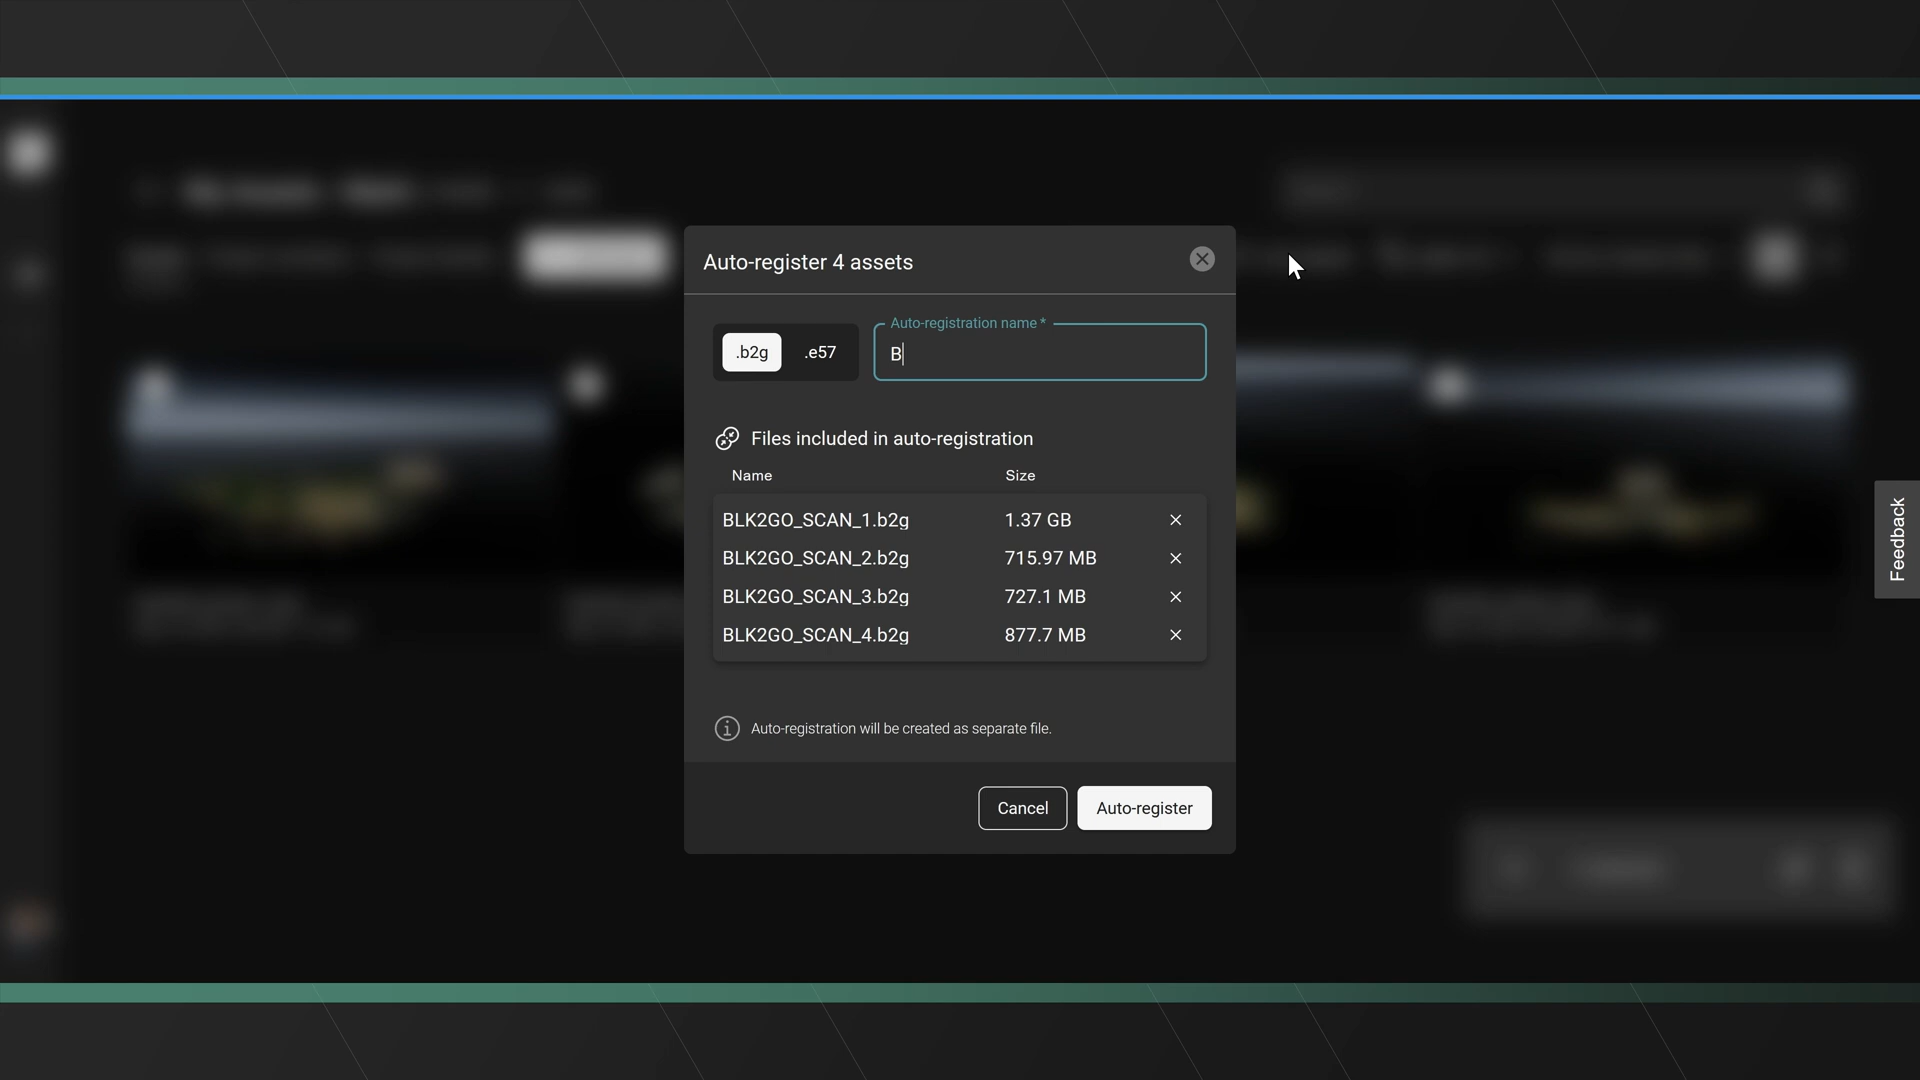 Auto-register 4 assets
Auto-registration name *
.b2g .e57 B
Files included in auto-registration
Name Size
BLK2GO_SCAN_1.b2g 1.37 GB
BLK2GO_SCAN_2.b2g 715.97 MB
BLK2GO_SCAN_3.b2g 727.1 MB
BLK2GO_SCAN_4.b2g 877.7 MB
Auto-registration will be created as separate file.
Cancel Auto-register
Feedback